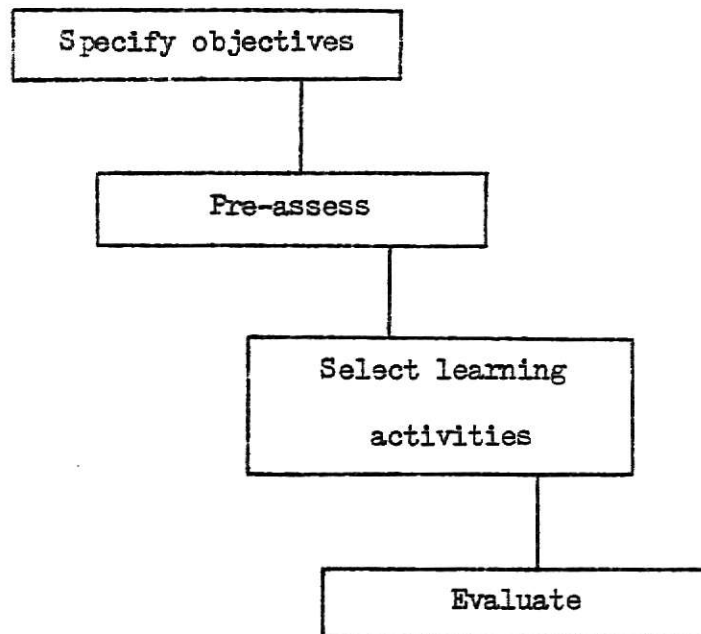 Specify objectives
Pre-assess
Select learning
activities
Evaluate